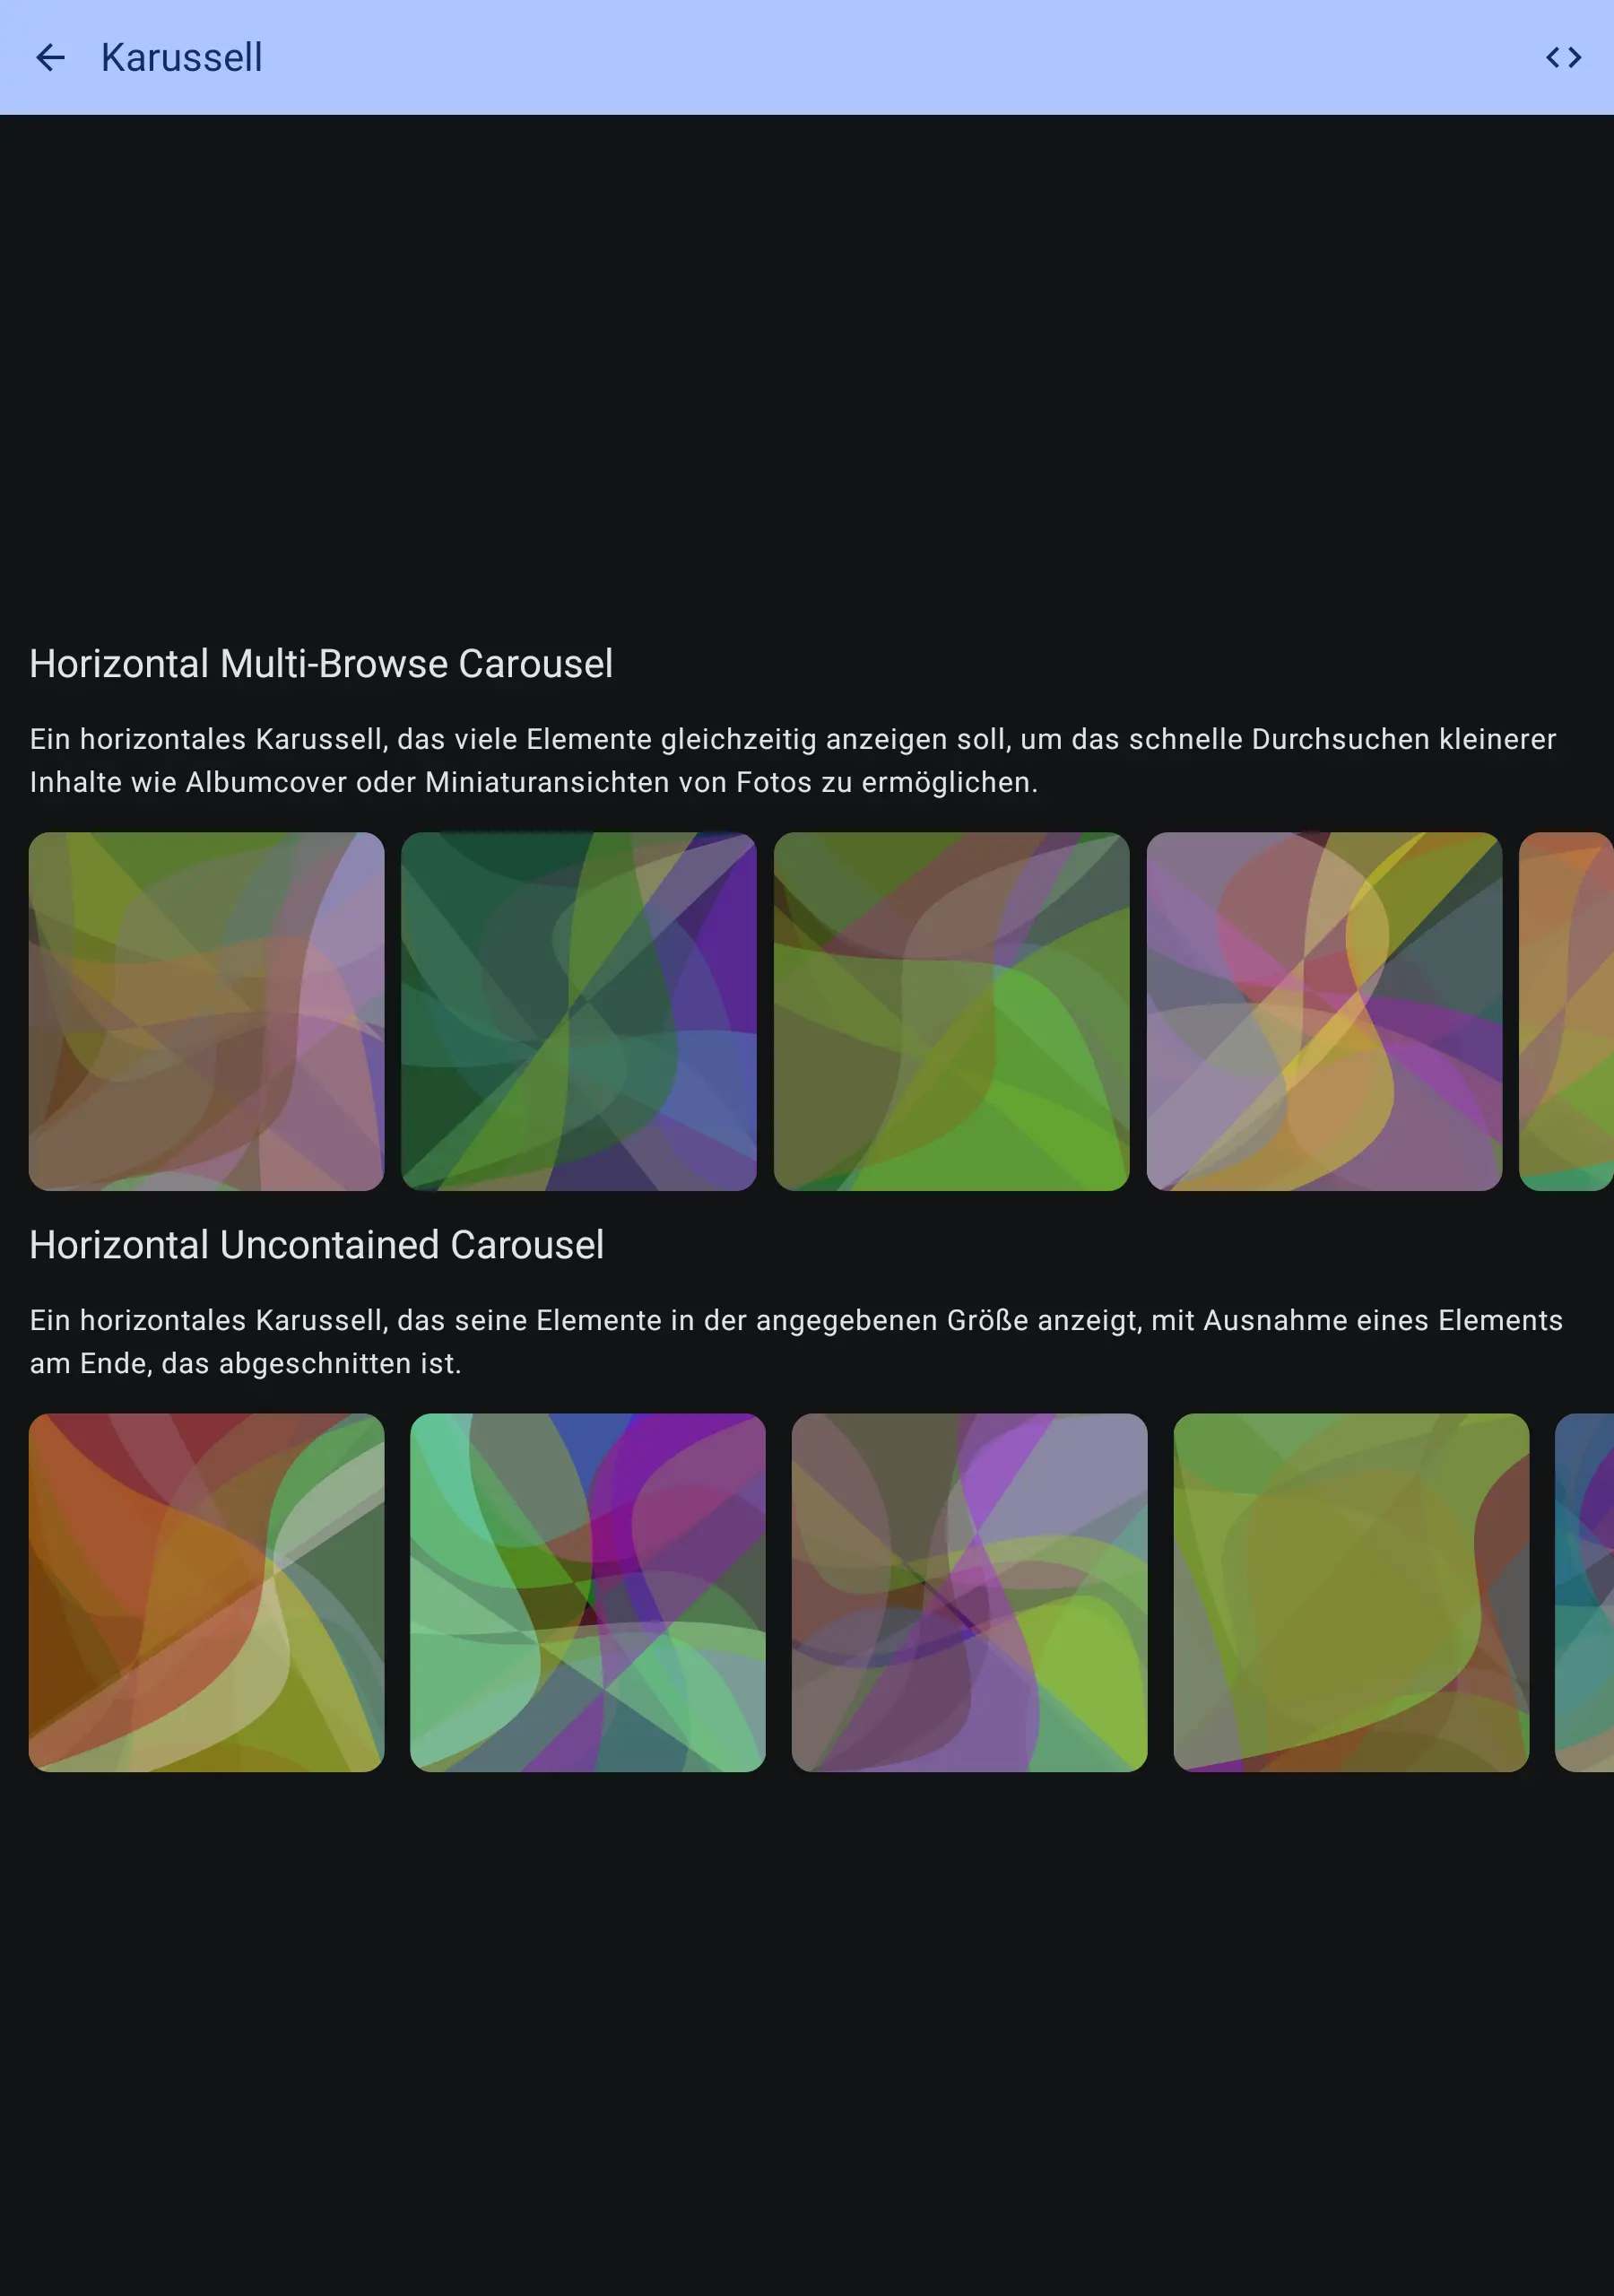 Karussell
Horizontal Multi-Browse Carousel
Ein horizontales Karussell, das viele Elemente gleichzeitig anzeigen soll, um das schnelle Durchsuchen kleinerer
Inhalte wie Albumcover oder Miniaturansichten von Fotos zu ermöglichen.
Horizontal Uncontained Carousel
Ein horizontales Karussell, das seine Elemente in der angegebenen Größe anzeigt, mit Ausnahme eines Elements
am Ende, das abgeschnitten ist.